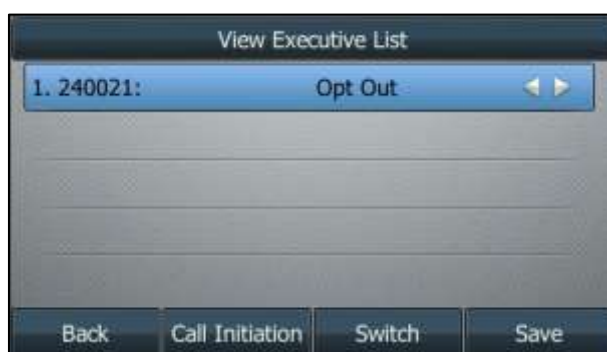 View Executive List
1. 240021: Opt Out
Back Call Initiation Switch Save